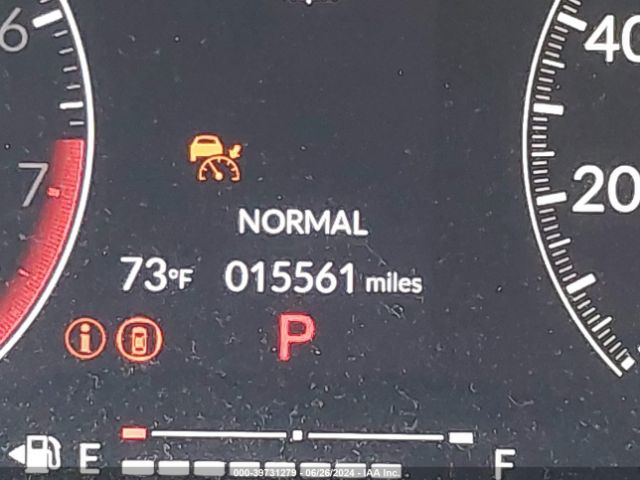 6
40
7
20
NORMAL
73°F 015561 miles
P
E F
000-39731279 - 06/26/2024 - IAA Inc.